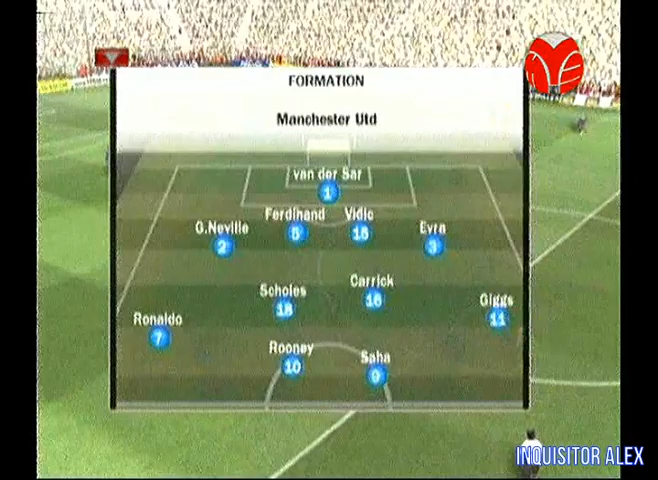 FORMATION
Manchester Utd
van der Sar
1
Ferdinand
5
Vidic
15
G.Neville
2
Evra
3
Scholes
18
Carrick
16
Giggs
11
Ronaldo
7
Rooney
10
Saha
9
INQUISITOR ALEX